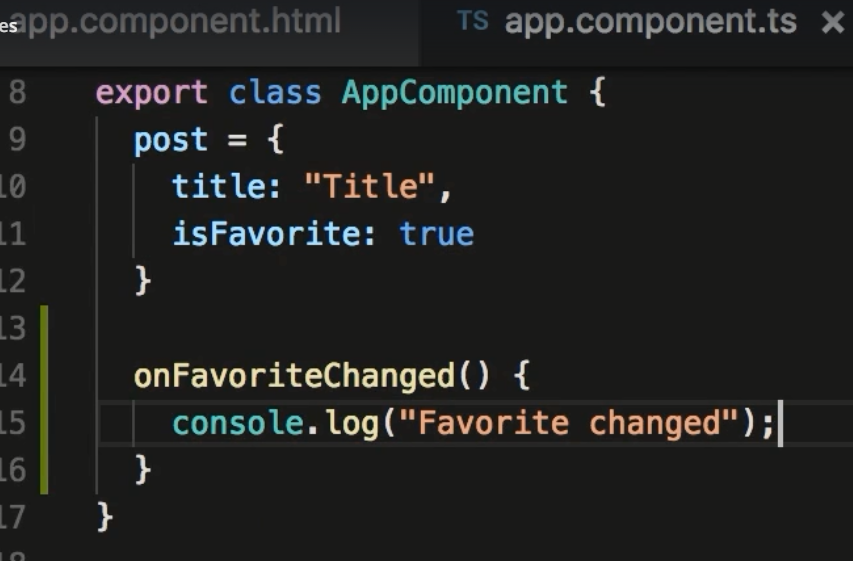 es app.component.html TS app.component.ts ×
8 export class AppComponent {
9 post = {
10 title: "Title",
11 isFavorite: true
12 }
13
14 onFavoriteChanged() {
15 console.log("Favorite changed");
16 }
17 }
18